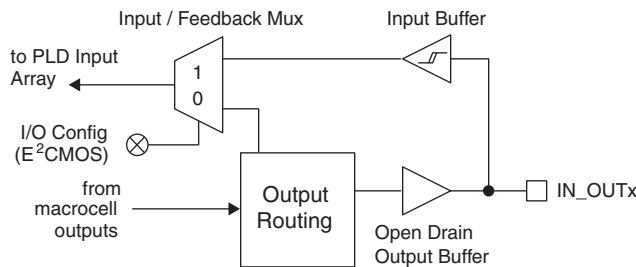 Input / Feedback Mux
Input Buffer
to PLD Input
Array
1
0
I/O Config
(E²CMOS)
from
macrocell
outputs
Output
Routing
IN_OUTx
Open Drain
Output Buffer